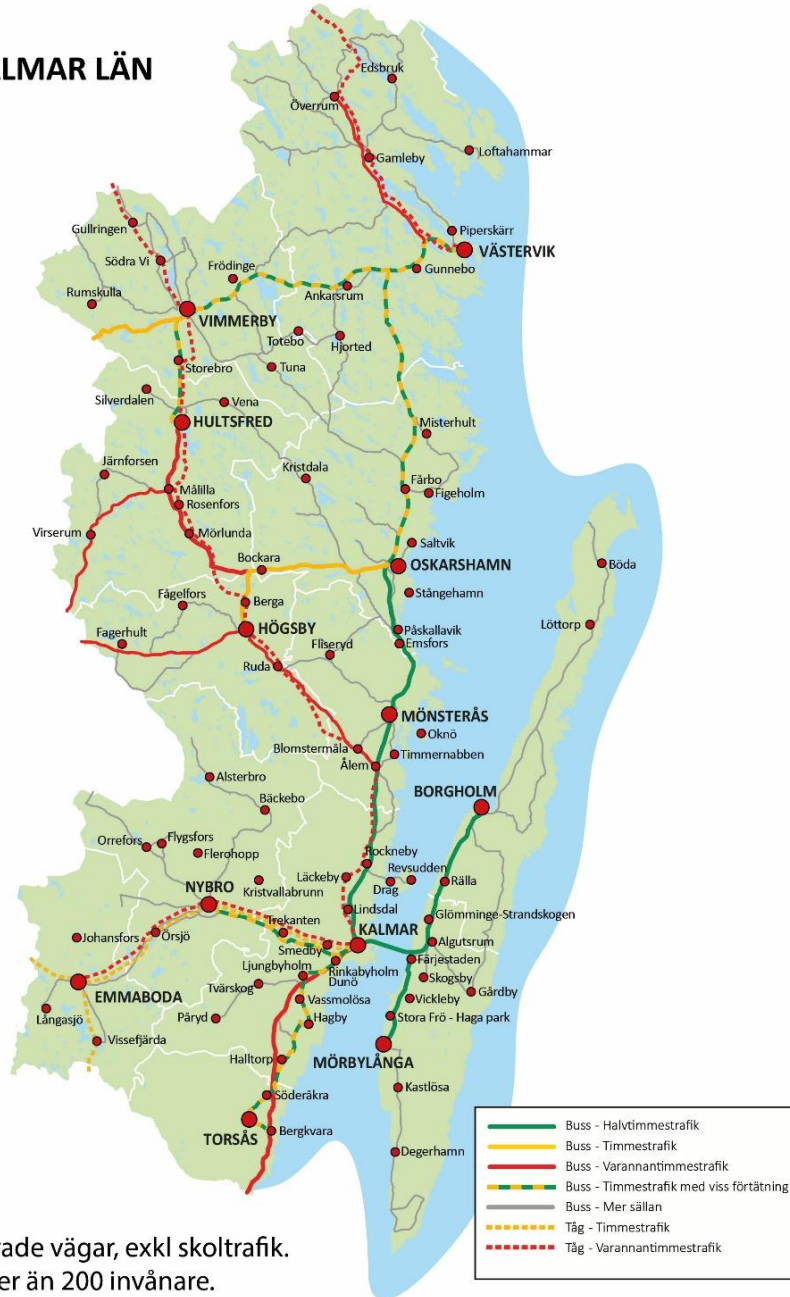 LMAR LÄN
Edsbruk
Överrum
Gamleby
Loftahammar
Gullringen
Piperskärr
VÄSTERVIK
Södra Vi
Frödinge
Gunnebo
Rumskulla
Ankarsrum
VIMMERBY
Totebo
Hjorted
Storebro
Tuna
Silverdalen
Vena
HULTSFRED
Misterhult
Järnforsen
Kristdala
Målilla
Fårbo
Figeholm
Rosenfors
Virserum
Mörlunda
Saltvik
Bockara
OSKARSHAMN
Böda
Fågelfors
Berga
Stångehamn
Löttorp
Fagerhult
HÖGSBY
Påskallavik
Fliseryd
Emsfors
Ruda
MÖNSTERÅS
Oknö
Blomstermåla
Timmernabben
Ålem
Alsterbro
BORGHOLM
Bäckebo
Orrefors
Flygsfors
Flerohopp
Rockneby
Revsudden
NYBRO
Kristvallabrunn
Läckeby
Drag
Rälla
Lindsdal
Glömminge-Strandskogen
Trekanten
KALMAR
Johansfors
Örsjö
Smedby
Algutsrum
Ljungbyholm
Rinkabyholm
Färjestaden
Dunö
Skogsby
EMMABODA
Tvärskog
Vassmolösa
Vickleby
Gårdby
Långasjö
Påryd
Hagby
Stora Frö - Haga park
Vissefjärda
Halltorp
MÖRBYLÅNGA
Kastlösa
Söderåkra
TORSÅS
Bergkvara
Degerhamn
Buss - Halvtimmestrafik
Buss - Timmestrafik
Buss - Varannantimmestrafik
Buss - Timmestrafik med viss förtätning
Buss - Mer sällan
Tåg - Timmestrafik
Tåg - Varannantimmestrafik
rade vägar, exkl skoltrafik.
er än 200 invånare.